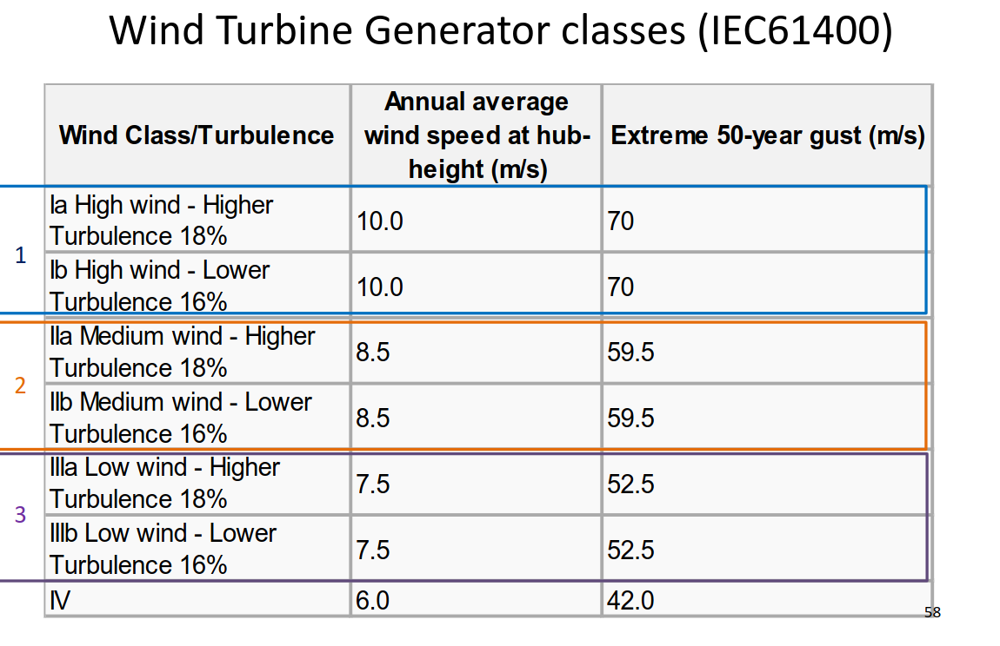 Wind Turbine Generator classes (IEC61400)
Wind Class/Turbulence
Annual average
wind speed at hub-
height (m/s)
Extreme 50-year gust (m/s)
1
Ia High wind - Higher
Turbulence 18%
10.0
70
Ib High wind - Lower
Turbulence 16%
10.0
70
2
IIa Medium wind - Higher
Turbulence 18%
8.5
59.5
IIb Medium wind - Lower
Turbulence 16%
8.5
59.5
3
IIIa Low wind - Higher
Turbulence 18%
7.5
52.5
IIIb Low wind - Lower
Turbulence 16%
7.5
52.5
IV
6.0
42.0
58